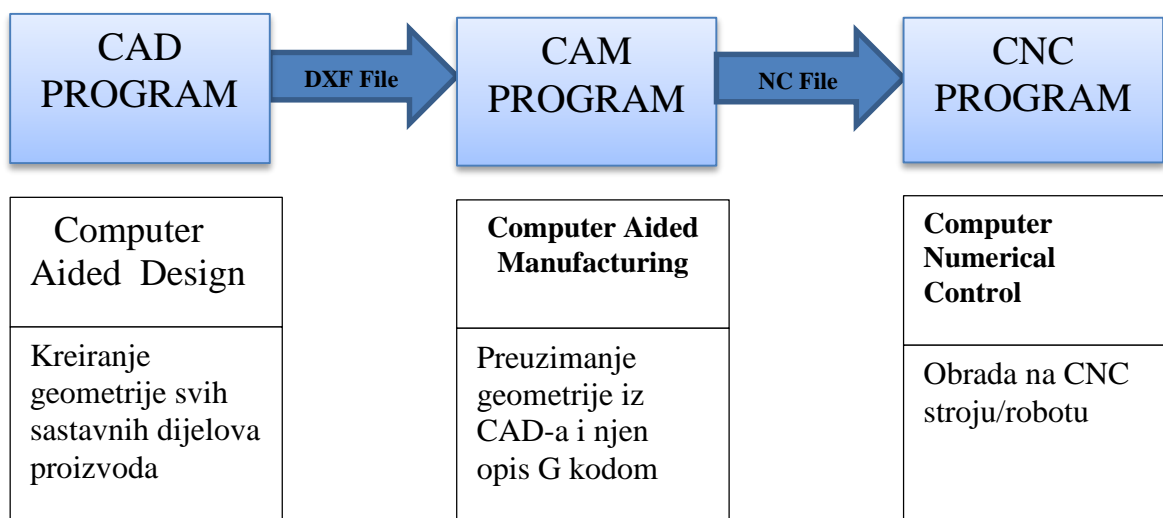 CAD
PROGRAM
DXF File
CAM
PROGRAM
NC File
CNC
PROGRAM
Computer
Aided Design
Kreiranje
geometrije svih
sastavnih dijelova
proizvoda
Computer Aided
Manufacturing
Preuzimanje
geometrije iz
CAD-a i njen
opis G kodom
Computer
Numerical
Control
Obrada na CNC
stroju/robotu